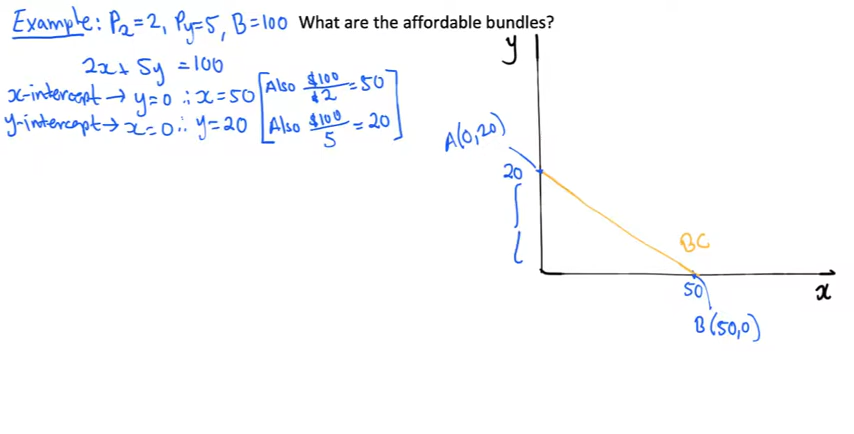 Example: Px=2, Py=5, B=100 What are the affordable bundles?
2x+5y=100
x-intercept → y=0 ∴ x=50 [Also $100/$2 = 50
y-intercept → x=0 ∴ y=20 Also $100/5 = 20]
y
A(0,20)
20
BC
50
x
B(50,0)